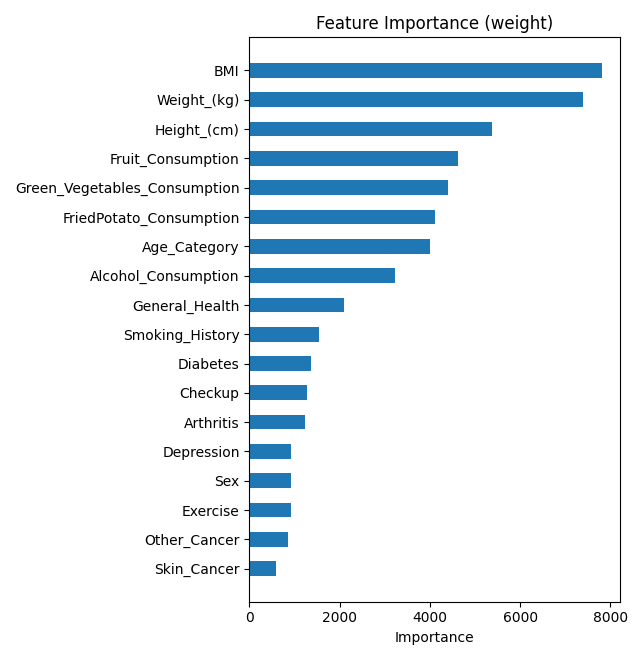 Feature Importance (weight)
BMI
Weight_(kg)
Height_(cm)
Fruit_Consumption
Green_Vegetables_Consumption
FriedPotato_Consumption
Age_Category
Alcohol_Consumption
General_Health
Smoking_History
Diabetes
Checkup
Arthritis
Depression
Sex
Exercise
Other_Cancer
Skin_Cancer
0 2000 4000 6000 8000
Importance